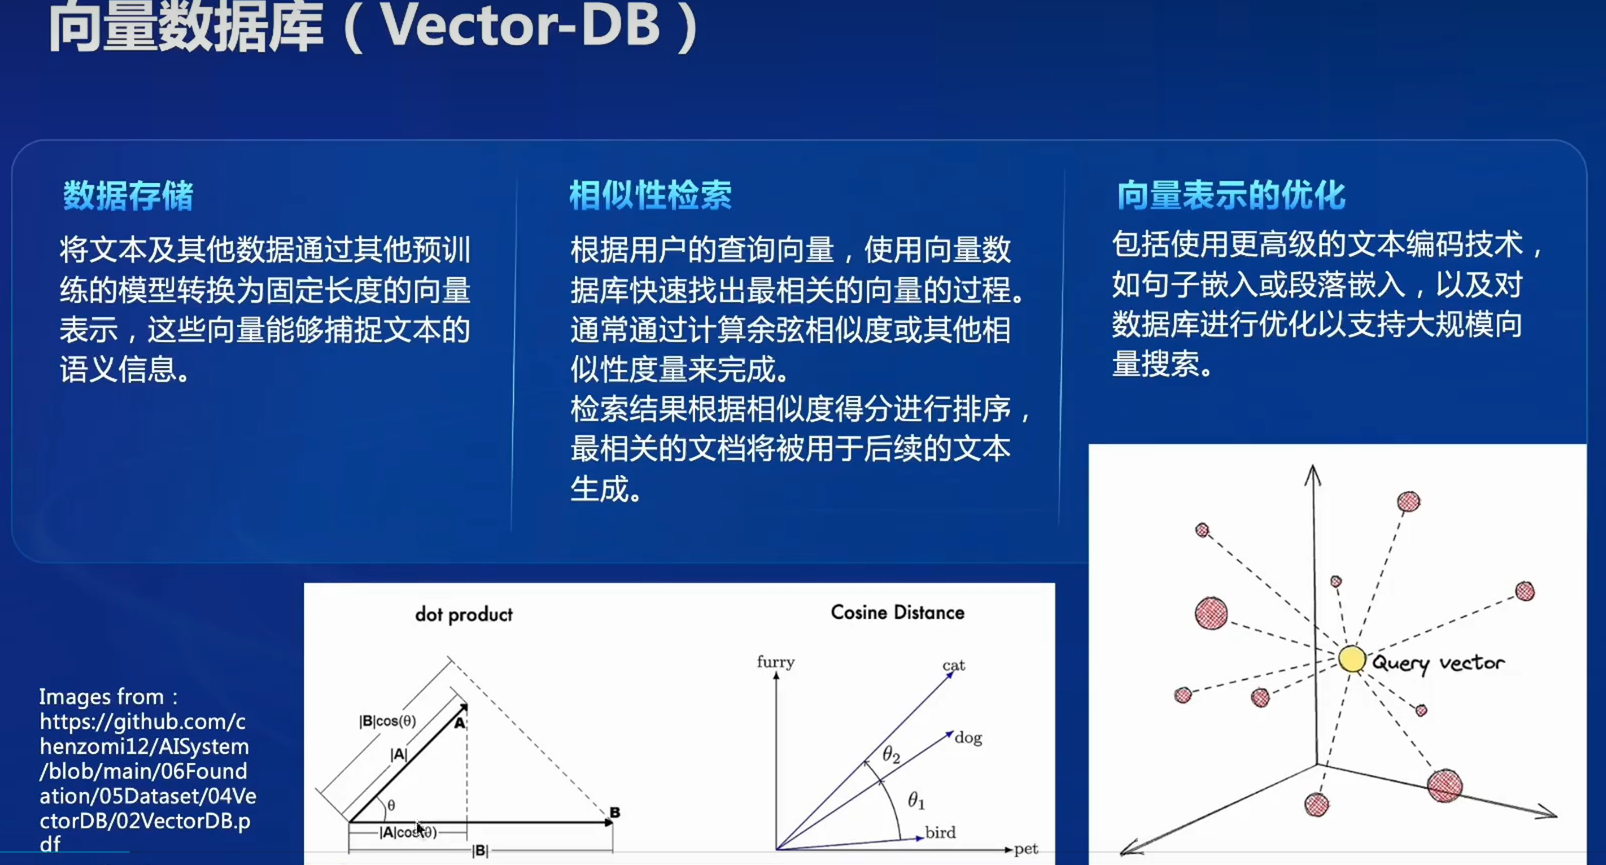 向量数据库（Vector-DB）
数据存储
将文本及其他数据通过其他预训
练的模型转换为固定长度的向量
表示，这些向量能够捕捉文本的
语义信息。
相似性检索
根据用户的查询向量，使用向量数
据库快速找出最相关的向量的过程。
通常通过计算余弦相似度或其他相
似性度量来完成。
检索结果根据相似度得分进行排序，
最相关的文档将被用于后续的文本
生成。
向量表示的优化
包括使用更高级的文本编码技术，
如句子嵌入或段落嵌入，以及对
数据库进行优化以支持大规模向
量搜索。
Images from：
https://github.com/c
henzomi12/AISystem
/blob/main/06Found
ation/05Dataset/04Ve
ctorDB/02VectorDB.p
df
dot product
|B|cos(θ)
A
|A|
θ
B
|A|cos(θ)
|B|
Cosine Distance
furry
cat
dog
θ2
θ1
bird
pet
Query vector